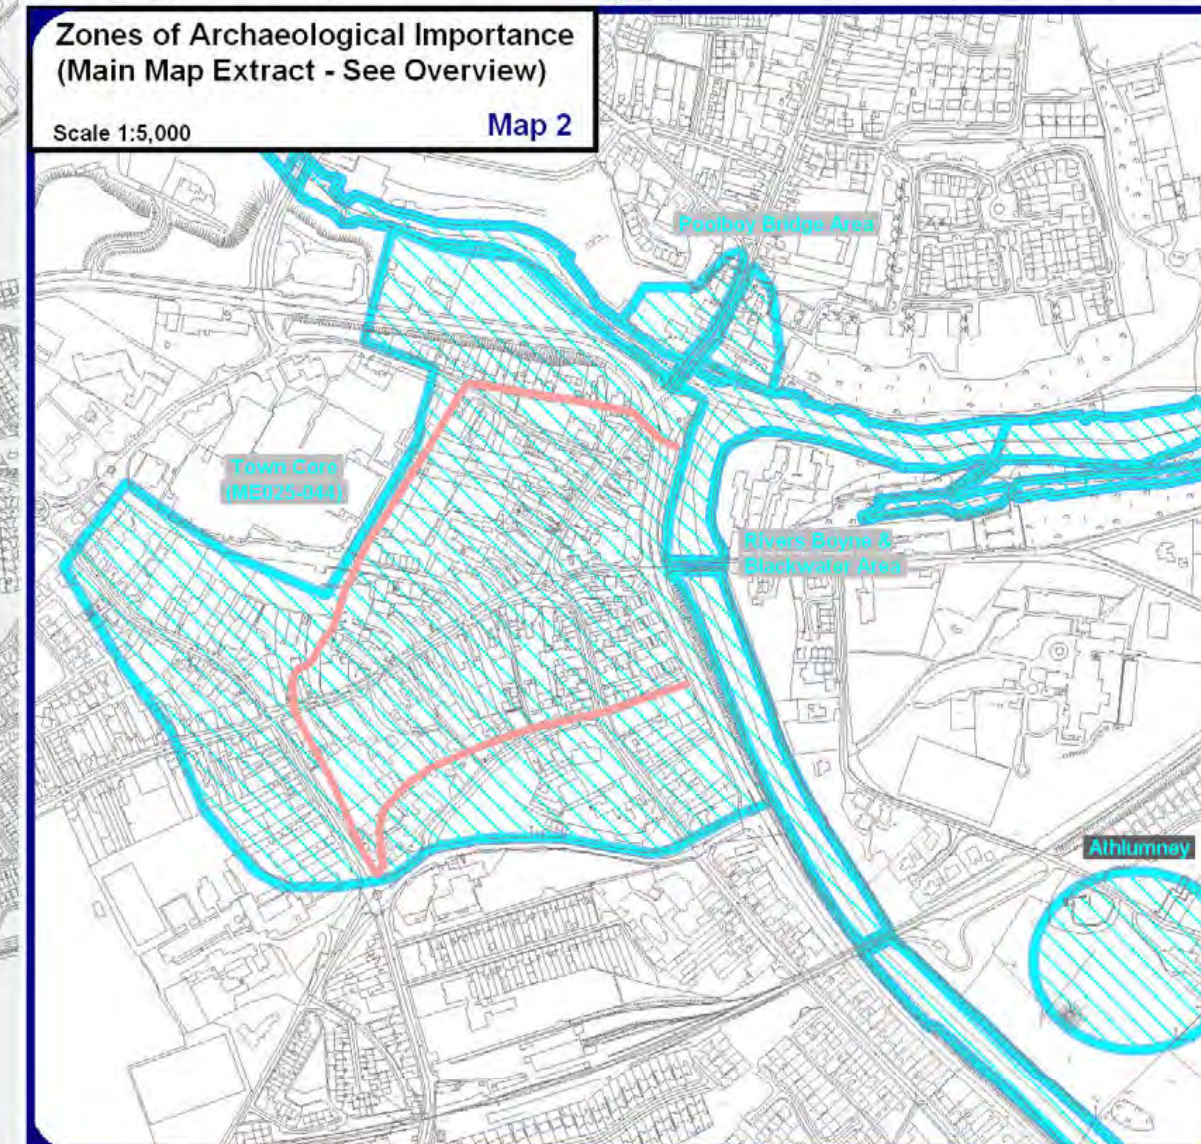 Zones of Archaeological Importance
(Main Map Extract - See Overview)
Scale 1:5,000
Map 2
Poolboy Bridge Area
Town Core
(ME025-044)
Rivers Boyne &
Blackwater Area
Athlumney